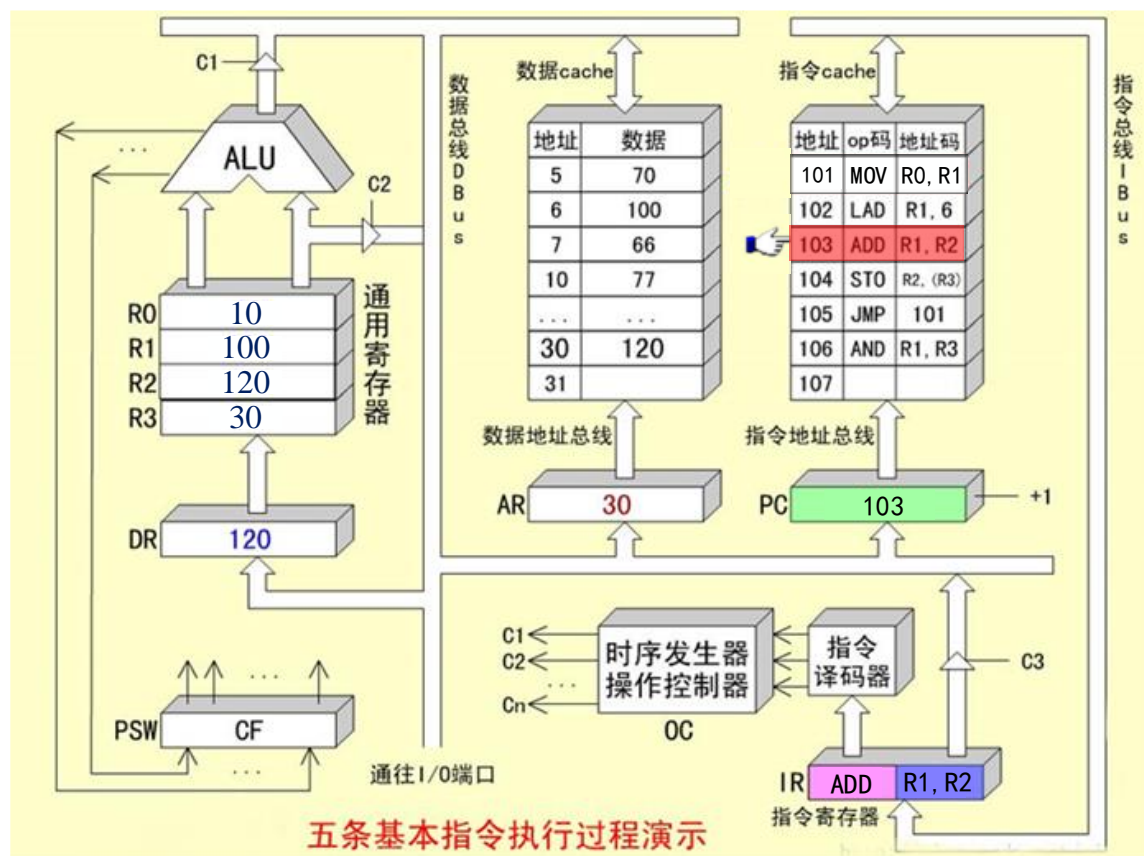 C1
数据cache
指令cache
数据总线DBus
指令总线IBus
ALU
...
C2
地址 数据
5 70
6 100
7 66
10 77
... ...
30 120
31
地址 op码 地址码
101 MOV R0, R1
102 LAD R1, 6
103 ADD R1, R2
104 STO R2, (R3)
105 JMP 101
106 AND R1, R3
107
通用寄存器
R0 10
R1 100
R2 120
R3 30
数据地址总线
指令地址总线
AR 30
PC 103
+1
DR 120
C1
C2
...
Cn
时序发生器
操作控制器
OC
指令
译码器
C3
...
PSW CF
...
通往I/O端口
IR ADD R1, R2
指令寄存器
五条基本指令执行过程演示